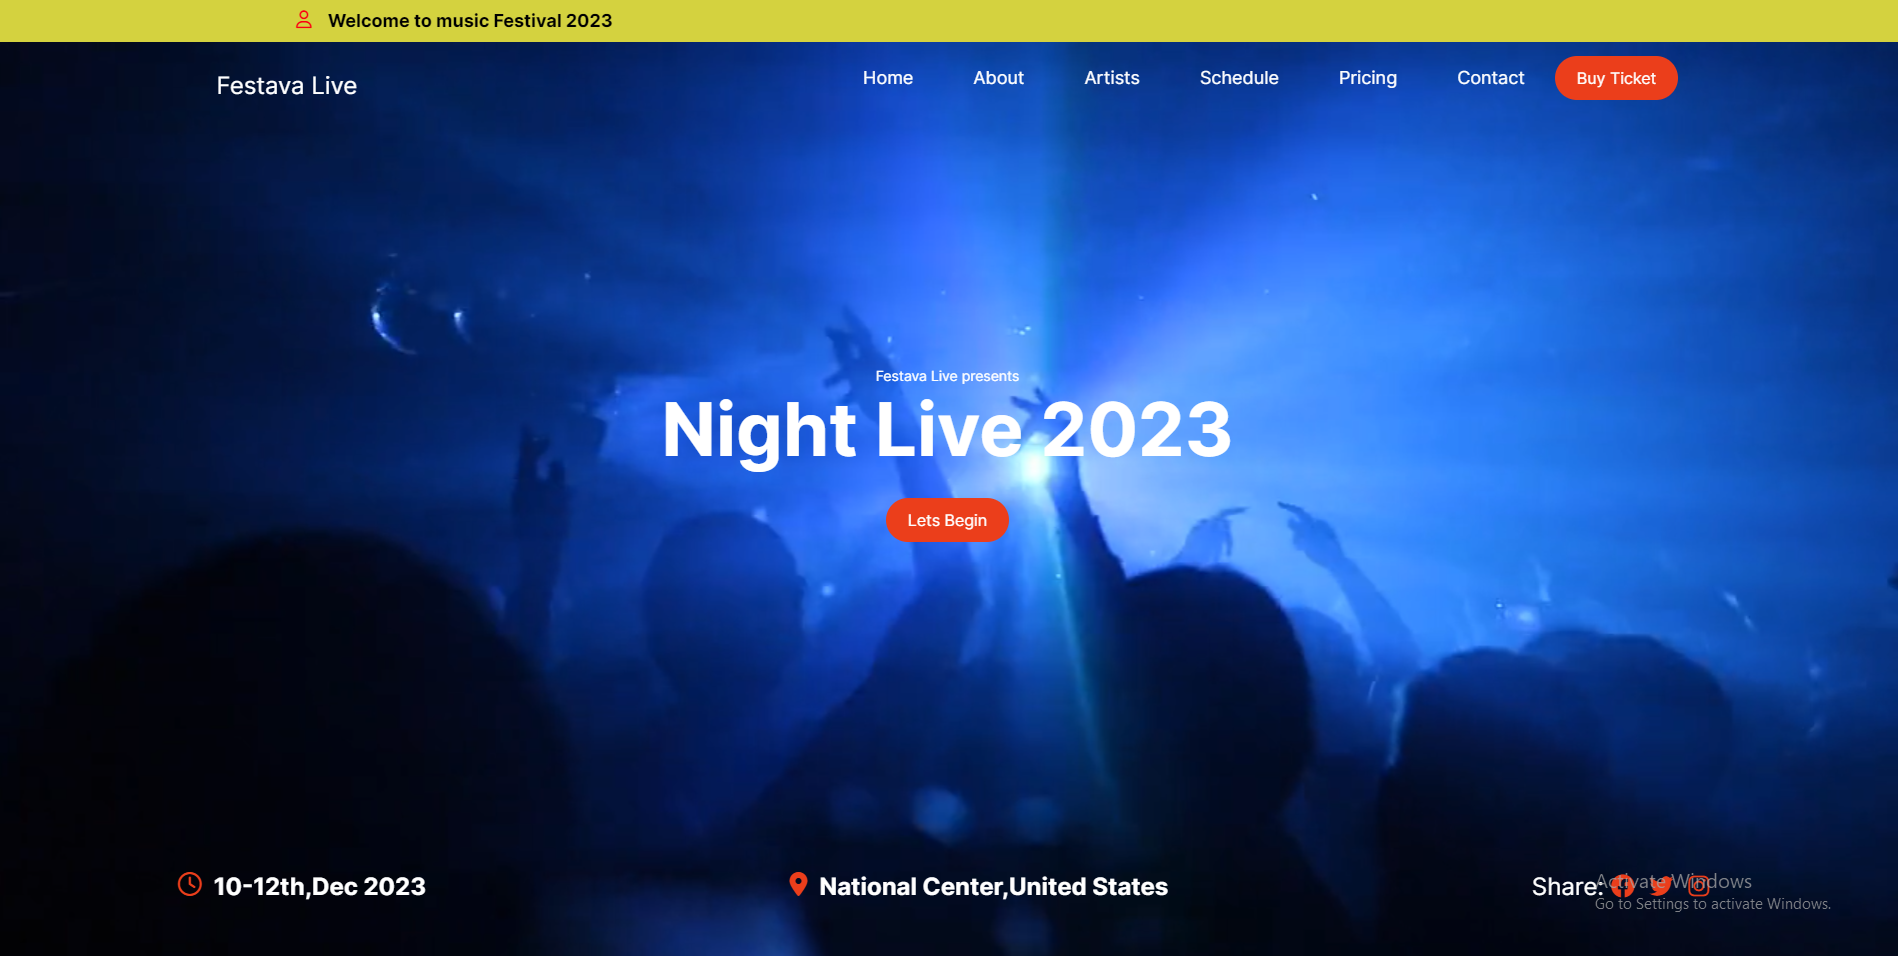 Welcome to music Festival 2023
Festava Live
Home About Artists Schedule Pricing Contact Buy Ticket
Festava Live presents
Night Live 2023
Lets Begin
10-12th,Dec 2023
National Center,United States
Share:
Activate Windows
Go to Settings to activate Windows.